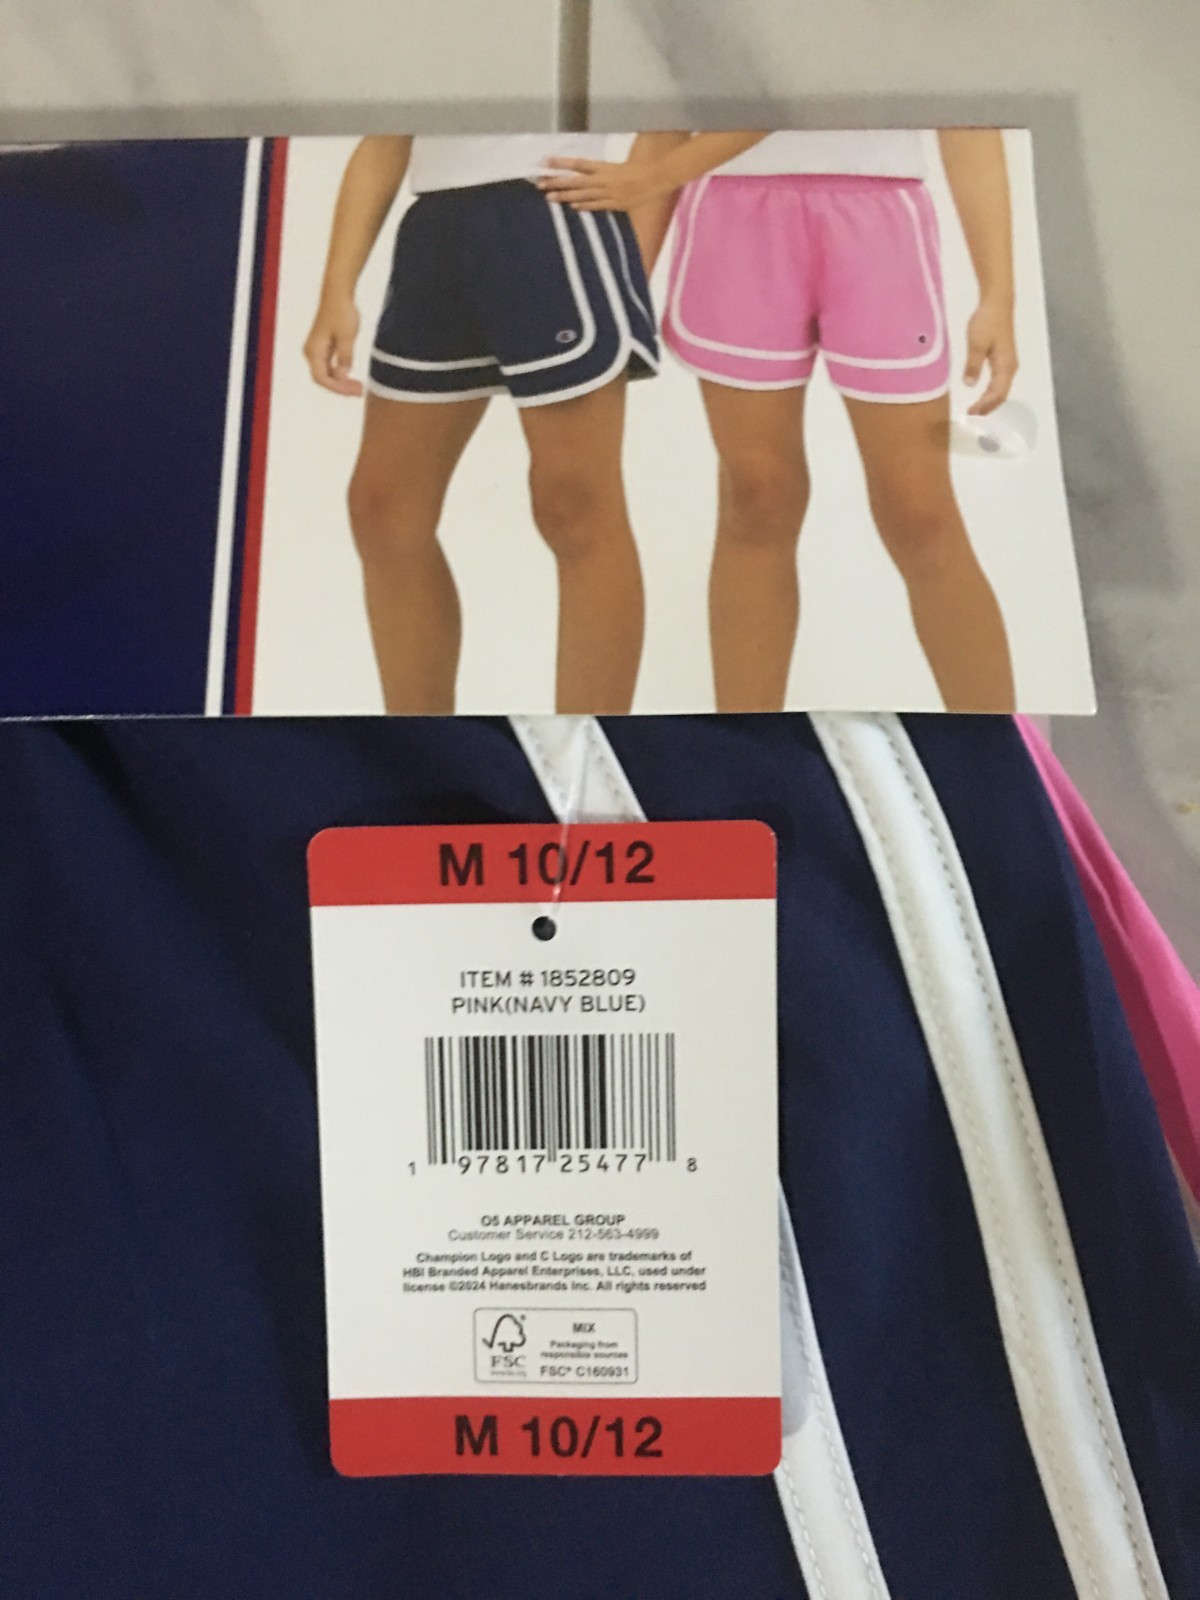 M 10/12
ITEM # 1852809
PINK(NAVY BLUE)
1 97817 25477 8
O5 APPAREL GROUP
Customer Service 212-563-4999
Champion Logo and C Logo are trademarks of
HBI Branded Apparel Enterprises, LLC, used under
license ©2024 Hanesbrands Inc. All rights reserved
FSC
MIX
Packaging from
responsible sources
FSC® C160931
M 10/12